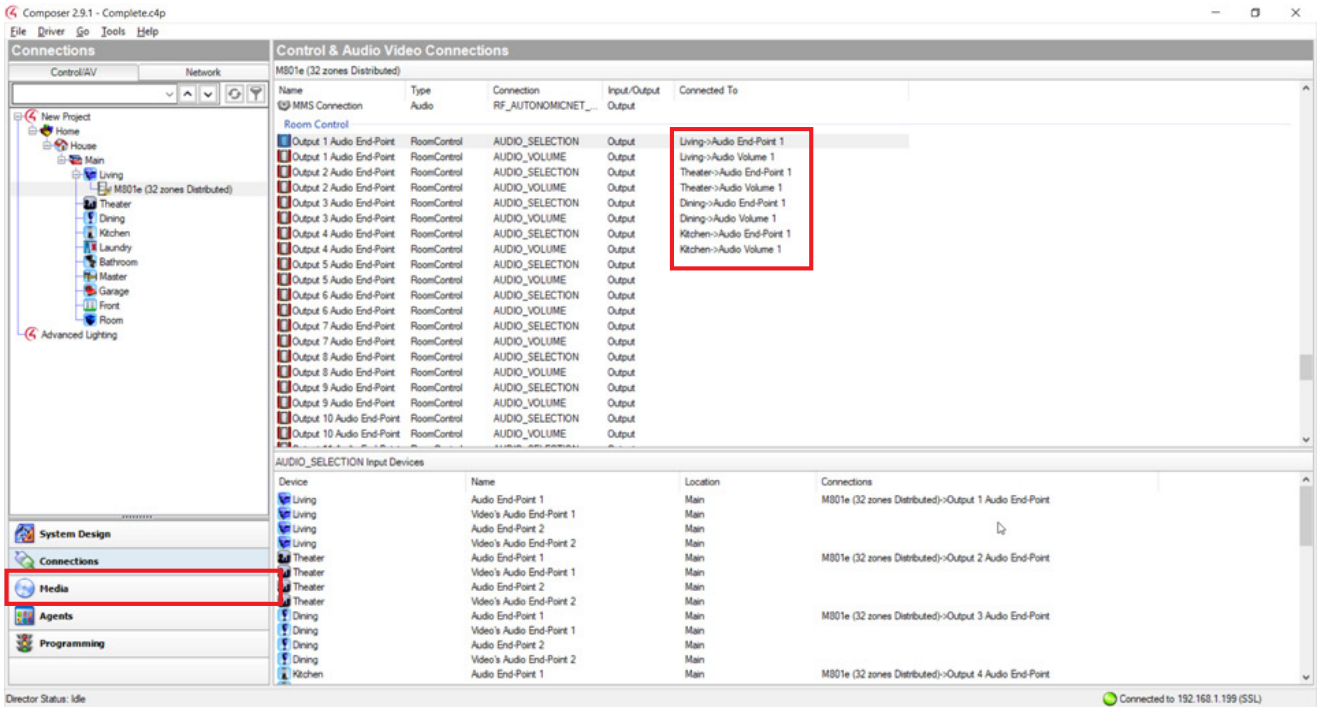 Composer 2.9.1 - Complete.c4p
File Driver Go Tools Help
Connections
Control/AV Network
New Project
Home
House
Main
Living
M801e (32 zones Distributed)
Theater
Dining
Kitchen
Laundry
Bathroom
Master
Garage
Front
Room
Advanced Lighting
System Design
Connections
Media
Agents
Programming
Control & Audio Video Connections
M801e (32 zones Distributed)
Name Type Connection Input/Output Connected To
MMS Connection Audio RF_AUTONOMICNET_... Output
Room Control
Output 1 Audio End-Point RoomControl AUDIO_SELECTION Output Living->Audio End-Point 1
Output 1 Audio End-Point RoomControl AUDIO_VOLUME Output Living->Audio Volume 1
Output 2 Audio End-Point RoomControl AUDIO_SELECTION Output Theater->Audio End-Point 1
Output 2 Audio End-Point RoomControl AUDIO_VOLUME Output Theater->Audio Volume 1
Output 3 Audio End-Point RoomControl AUDIO_SELECTION Output Dining->Audio End-Point 1
Output 3 Audio End-Point RoomControl AUDIO_VOLUME Output Dining->Audio Volume 1
Output 4 Audio End-Point RoomControl AUDIO_SELECTION Output Kitchen->Audio End-Point 1
Output 4 Audio End-Point RoomControl AUDIO_VOLUME Output Kitchen->Audio Volume 1
Output 5 Audio End-Point RoomControl AUDIO_SELECTION Output
Output 5 Audio End-Point RoomControl AUDIO_VOLUME Output
Output 6 Audio End-Point RoomControl AUDIO_SELECTION Output
Output 6 Audio End-Point RoomControl AUDIO_VOLUME Output
Output 7 Audio End-Point RoomControl AUDIO_SELECTION Output
Output 7 Audio End-Point RoomControl AUDIO_VOLUME Output
Output 8 Audio End-Point RoomControl AUDIO_SELECTION Output
Output 8 Audio End-Point RoomControl AUDIO_VOLUME Output
Output 9 Audio End-Point RoomControl AUDIO_SELECTION Output
Output 9 Audio End-Point RoomControl AUDIO_VOLUME Output
Output 10 Audio End-Point RoomControl AUDIO_SELECTION Output
Output 10 Audio End-Point RoomControl AUDIO_VOLUME Output
AUDIO_SELECTION Input Devices
Device Name Location Connections
Living Audio End-Point 1 Main M801e (32 zones Distributed)->Output 1 Audio End-Point
Living Video's Audio End-Point 1 Main
Living Audio End-Point 2 Main
Living Video's Audio End-Point 2 Main
Theater Audio End-Point 1 Main M801e (32 zones Distributed)->Output 2 Audio End-Point
Theater Video's Audio End-Point 1 Main
Theater Audio End-Point 2 Main
Theater Video's Audio End-Point 2 Main
Dining Audio End-Point 1 Main M801e (32 zones Distributed)->Output 3 Audio End-Point
Dining Video's Audio End-Point 1 Main
Dining Audio End-Point 2 Main
Dining Video's Audio End-Point 2 Main
Kitchen Audio End-Point 1 Main M801e (32 zones Distributed)->Output 4 Audio End-Point
Director Status: Idle
Connected to 192.168.1.199 (SSL)